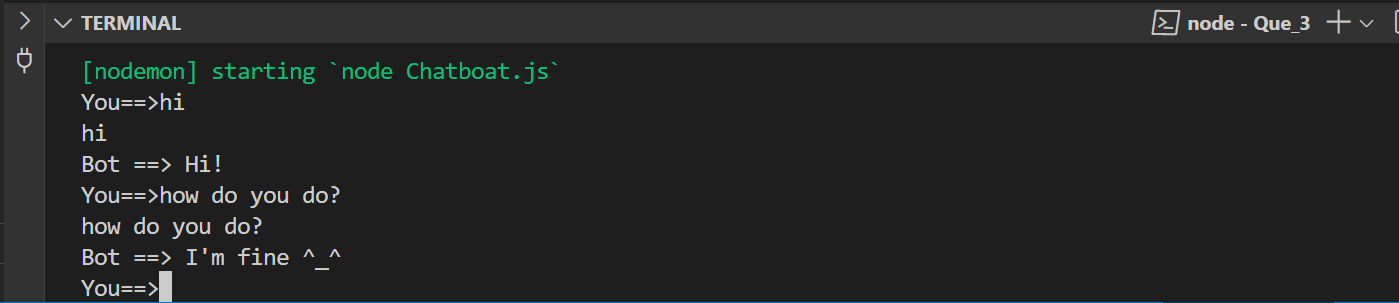 TERMINAL
node - Que_3
[nodemon] starting `node Chatboat.js`
You==>hi
hi
Bot ==> Hi!
You==>how do you do?
how do you do?
Bot ==> I'm fine ^_^
You==>